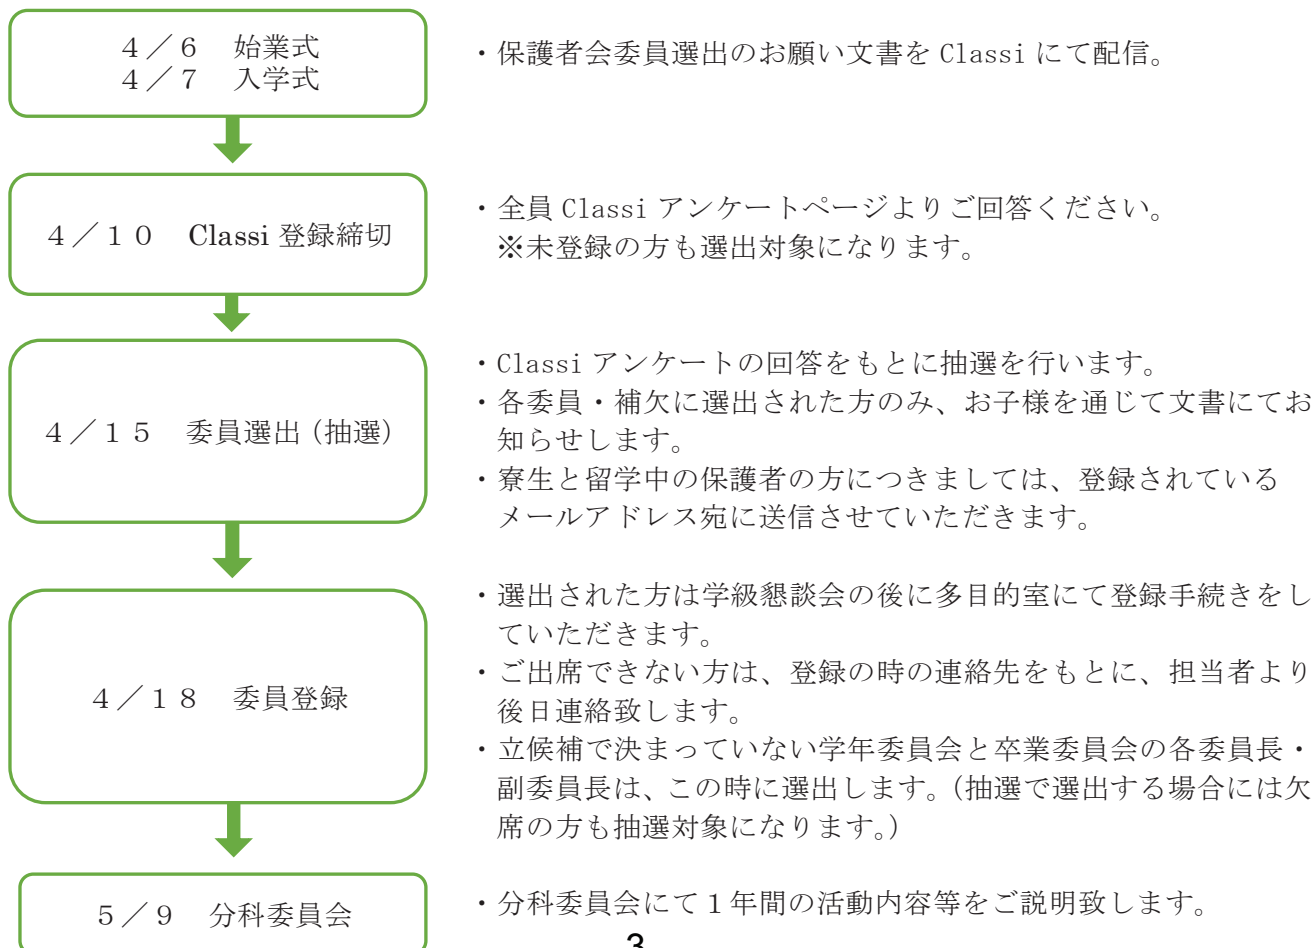 ４／６　始業式
４／７　入学式
・保護者会委員選出のお願い文書を Classi にて配信。
４／１０　Classi 登録締切
・全員 Classi アンケートページよりご回答ください。
※未登録の方も選出対象になります。
４／１５　委員選出（抽選）
・Classi アンケートの回答をもとに抽選を行います。
・各委員・補欠に選出された方のみ、お子様を通じて文書にてお
知らせします。
・寮生と留学中の保護者の方につきましては、登録されている
メールアドレス宛に送信させていただきます。
４／１８　委員登録
・選出された方は学級懇談会の後に多目的室にて登録手続きをし
ていただきます。
・ご出席できない方は、登録の時の連絡先をもとに、担当者より
後日連絡致します。
・立候補で決まっていない学年委員会と卒業委員会の各委員長・
副委員長は、この時に選出します。（抽選で選出する場合には欠
席の方も抽選対象になります。）
５／９　分科委員会
・分科委員会にて１年間の活動内容等をご説明致します。
3